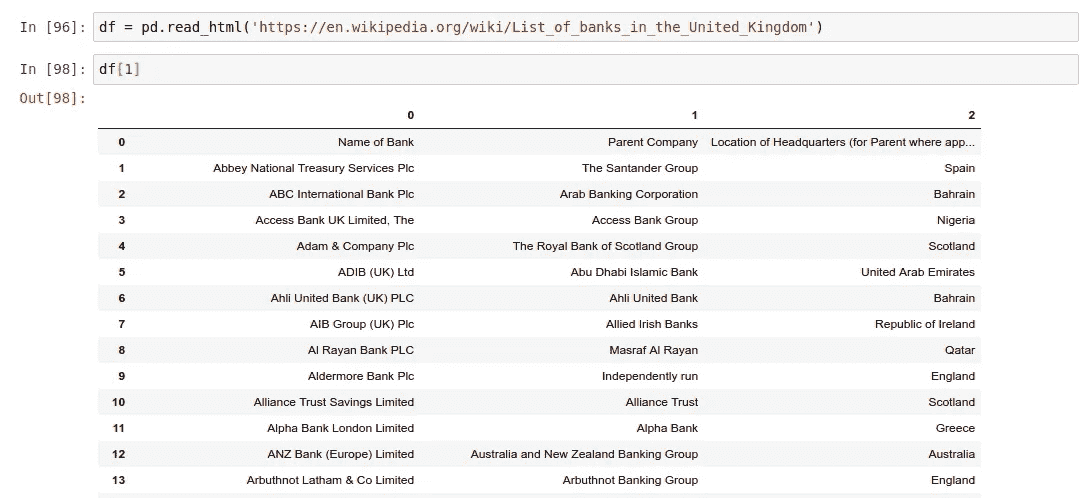 In [96]: df = pd.read_html('https://en.wikipedia.org/wiki/List_of_banks_in_the_United_Kingdom')
In [98]: df[1]
Out[98]:
0 1 2
0 Name of Bank Parent Company Location of Headquarters (for Parent where app...
1 Abbey National Treasury Services Plc The Santander Group Spain
2 ABC International Bank Plc Arab Banking Corporation Bahrain
3 Access Bank UK Limited, The Access Bank Group Nigeria
4 Adam & Company Plc The Royal Bank of Scotland Group Scotland
5 ADIB (UK) Ltd Abu Dhabi Islamic Bank United Arab Emirates
6 Ahli United Bank (UK) PLC Ahli United Bank Bahrain
7 AIB Group (UK) Plc Allied Irish Banks Republic of Ireland
8 Al Rayan Bank PLC Masraf Al Rayan Qatar
9 Aldermore Bank Plc Independently run England
10 Alliance Trust Savings Limited Alliance Trust Scotland
11 Alpha Bank London Limited Alpha Bank Greece
12 ANZ Bank (Europe) Limited Australia and New Zealand Banking Group Australia
13 Arbuthnot Latham & Co Limited Arbuthnot Banking Group England